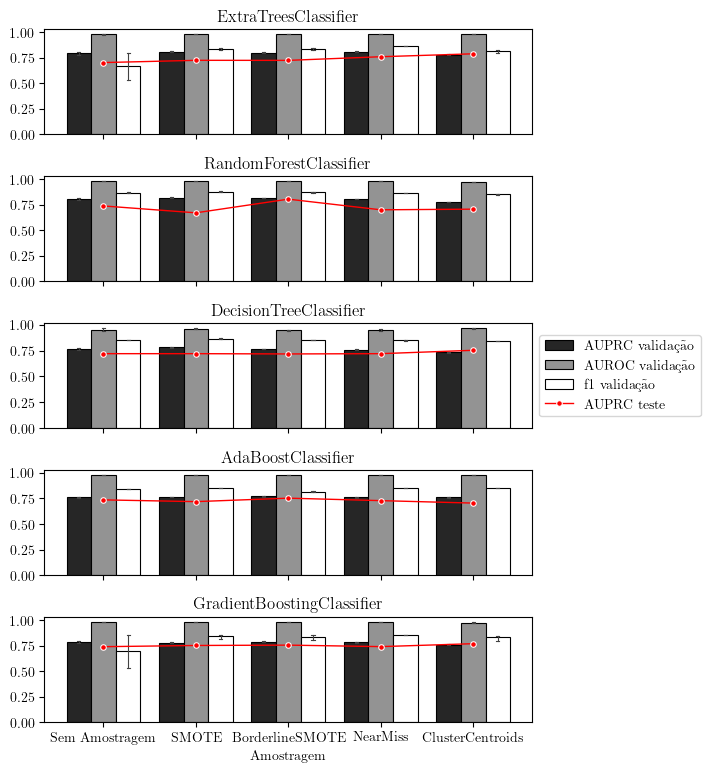 ExtraTreesClassifier
1.00
0.75
0.50
0.25
0.00
RandomForestClassifier
1.00
0.75
0.50
0.25
0.00
DecisionTreeClassifier
1.00
0.75
0.50
0.25
0.00
AUPRC validação
AUROC validação
f1 validação
AUPRC teste
AdaBoostClassifier
1.00
0.75
0.50
0.25
0.00
GradientBoostingClassifier
1.00
0.75
0.50
0.25
0.00
Sem Amostragem SMOTE BorderlineSMOTE NearMiss ClusterCentroids
Amostragem